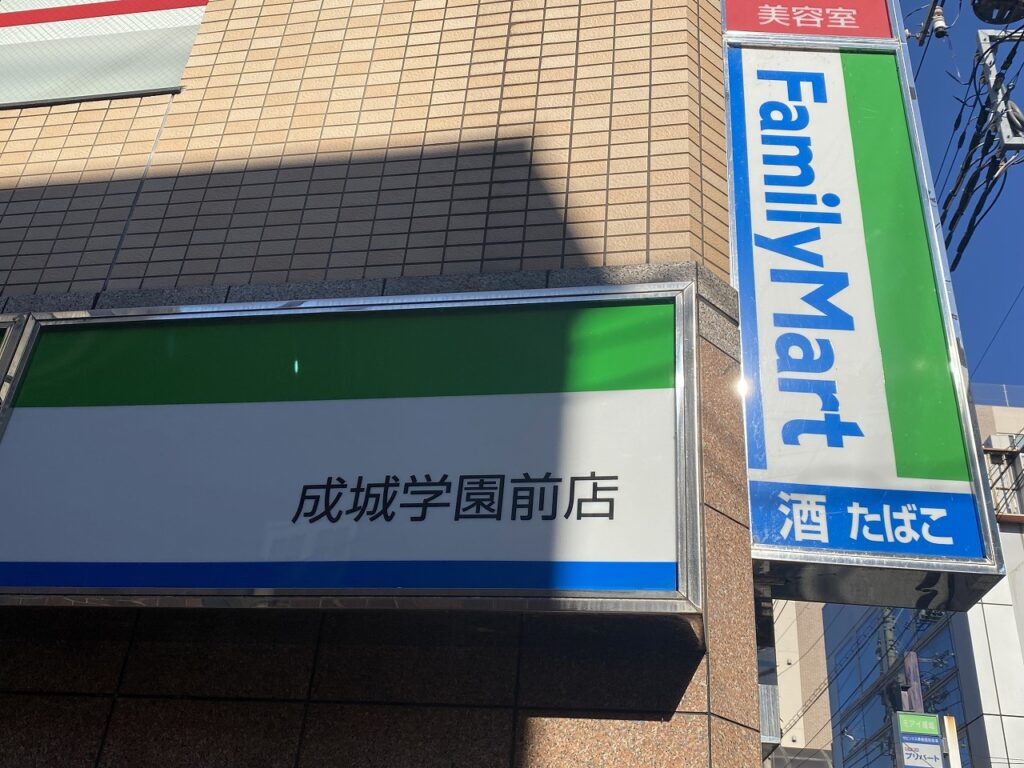 美容室
FamilyMart
酒 たばこ
成城学園前店